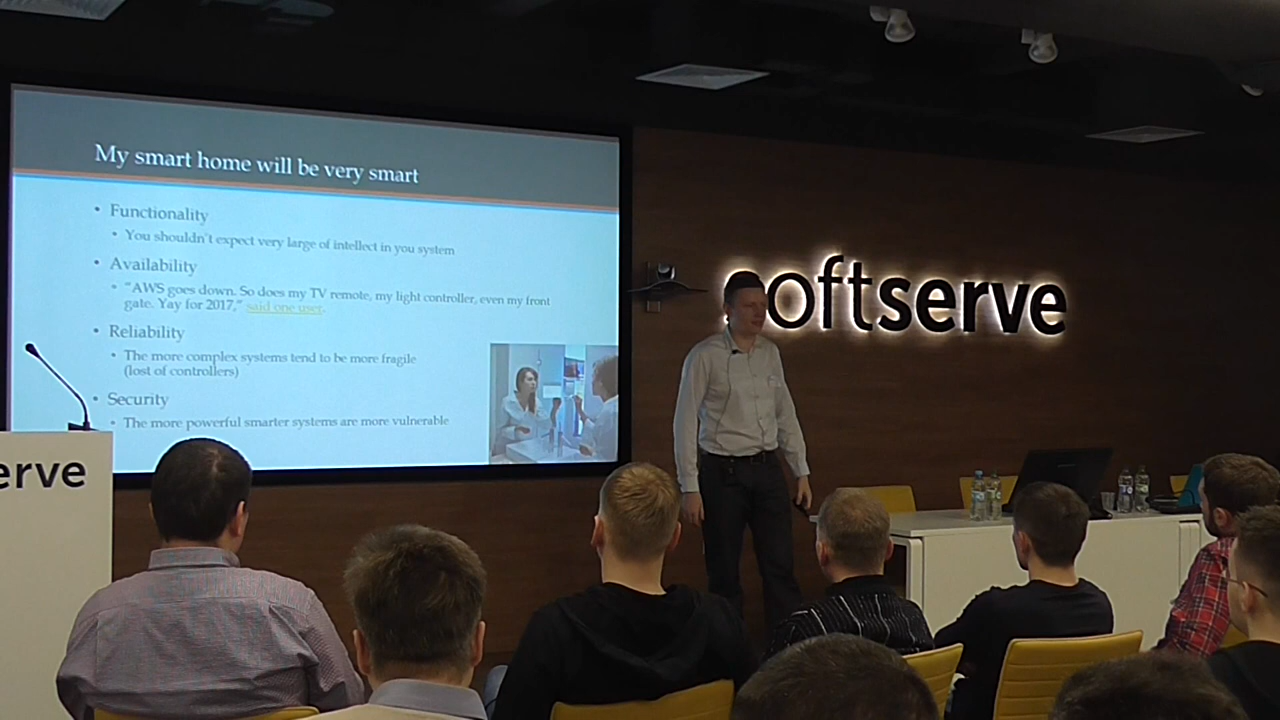 My smart home will be very smart
• Functionality
• You shouldn't expect very large of intellect in you system
• Availability
• "AWS goes down. So does my TV remote, my light controller, even my front
gate. Yay for 2017," said one user.
• Reliability
• The more complex systems tend to be more fragile
(lost of controllers)
• Security
• The more powerful smarter systems are more vulnerable
softserve
erve